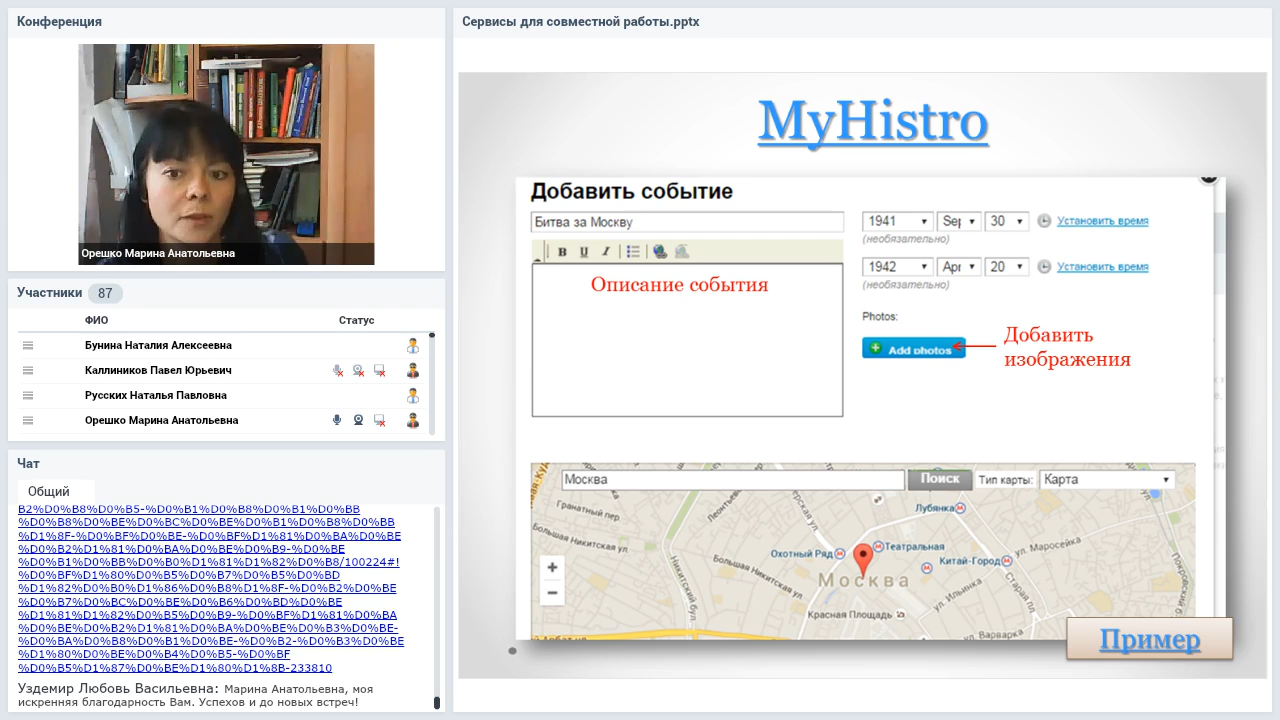 Конференция
Орешко Марина Анатольевна
Участники 87
ФИО Статус
Бунина Наталия Алексеевна
Каллиников Павел Юрьевич
Русских Наталья Павловна
Орешко Марина Анатольевна
Чат
Общий
B2%D0%B8%D0%B5-%D0%B1%D0%B8%D0%B1%D0%BB
%D0%B8%D0%BE%D0%BC%D0%BE%D0%B1%D0%B8%D0%BB
%D1%8F-%D0%BF%D0%BE-%D0%BF%D1%81%D0%BA%D0%BE
%D0%B2%D1%81%D0%BA%D0%BE%D0%B9-%D0%BE
%D0%B1%D0%BB%D0%B0%D1%81%D1%82%D0%B8/100224#!
%D0%BF%D1%80%D0%B5%D0%B7%D0%B5%D0%BD
%D1%82%D0%B0%D1%86%D0%B8%D1%8F-%D0%B2%D0%BE
%D0%B7%D0%BC%D0%BE%D0%B6%D0%BD%D0%BE
%D1%81%D1%82%D0%B5%D0%B9-%D0%BF%D1%81%D0%BA
%D0%BE%D0%B2%D1%81%D0%BA%D0%BE%D0%B3%D0%BE-
%D0%BA%D0%B8%D0%B1%D0%BE-%D0%B2-%D0%B3%D0%BE
%D1%80%D0%BE%D0%B4%D0%B5-%D0%BF
%D0%B5%D1%87%D0%BE%D1%80%D1%8B-233810
Уздемир Любовь Васильевна: Марина Анатольевна, моя
искренняя благодарность Вам. Успехов и до новых встреч!
Сервисы для совместной работы.pptx
MyHistro
Добавить событие
Битва за Москву
B U I
Описание события
1941 Sep 30 Установить время
(необязательно)
1942 Apr 20 Установить время
(необязательно)
Photos:
Add photos
Добавить
изображения
Москва Поиск Тип карты: Карта
Гранатный пер.
Лубянка
Большая Никитская ул.
Охотный Ряд
Театральная
Китай-Город
ул. Маросейка
Большая Никитская ул.
Никитский бул
Москва
ул. Ильинка
Красная Площадь
ул. Варварка
Пример